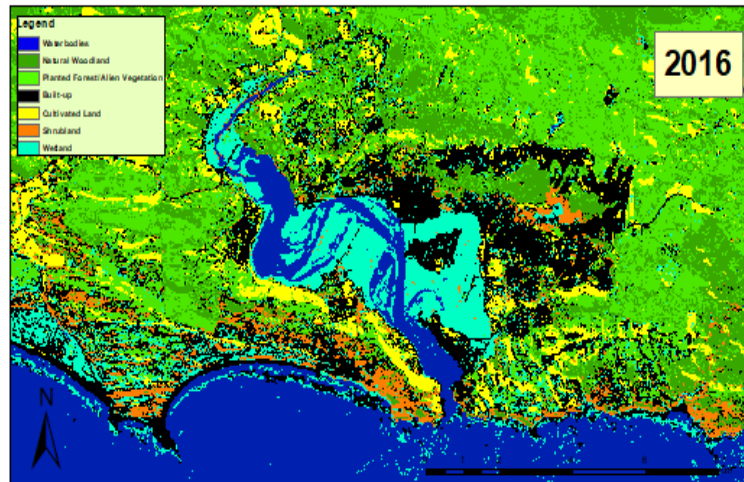 Legend
Waterbodies
Natural Woodland
Planted Forest/Alien Vegetation
Built-up
Cultivated Land
Shrubland
Wetland
2016
N